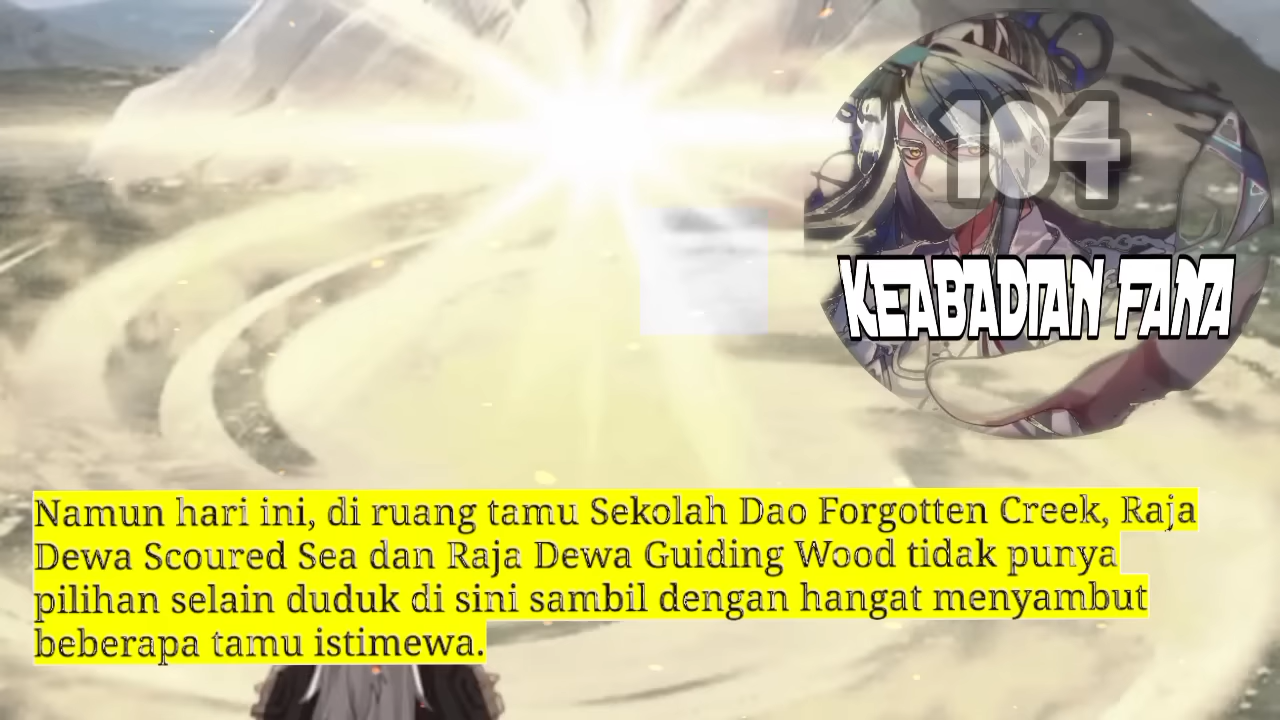 104
KEABADIAN FANA
Namun hari ini, di ruang tamu Sekolah Dao Forgotten Creek, Raja
Dewa Scoured Sea dan Raja Dewa Guiding Wood tidak punya
pilihan selain duduk di sini sambil dengan hangat menyambut
beberapa tamu istimewa.